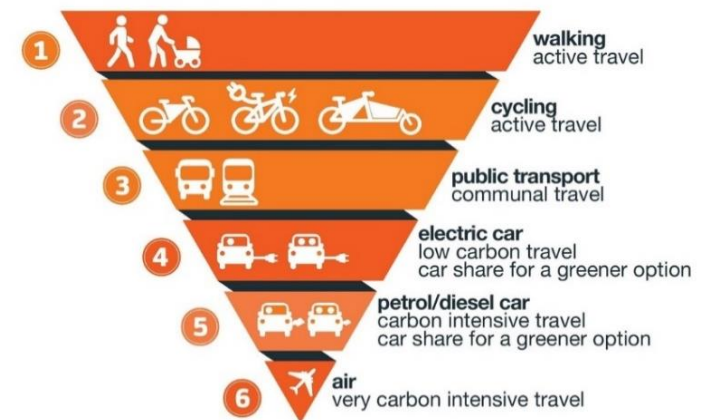 1
walking
active travel
2
cycling
active travel
3
public transport
communal travel
4
electric car
low carbon travel
car share for a greener option
5
petrol/diesel car
carbon intensive travel
car share for a greener option
6
air
very carbon intensive travel